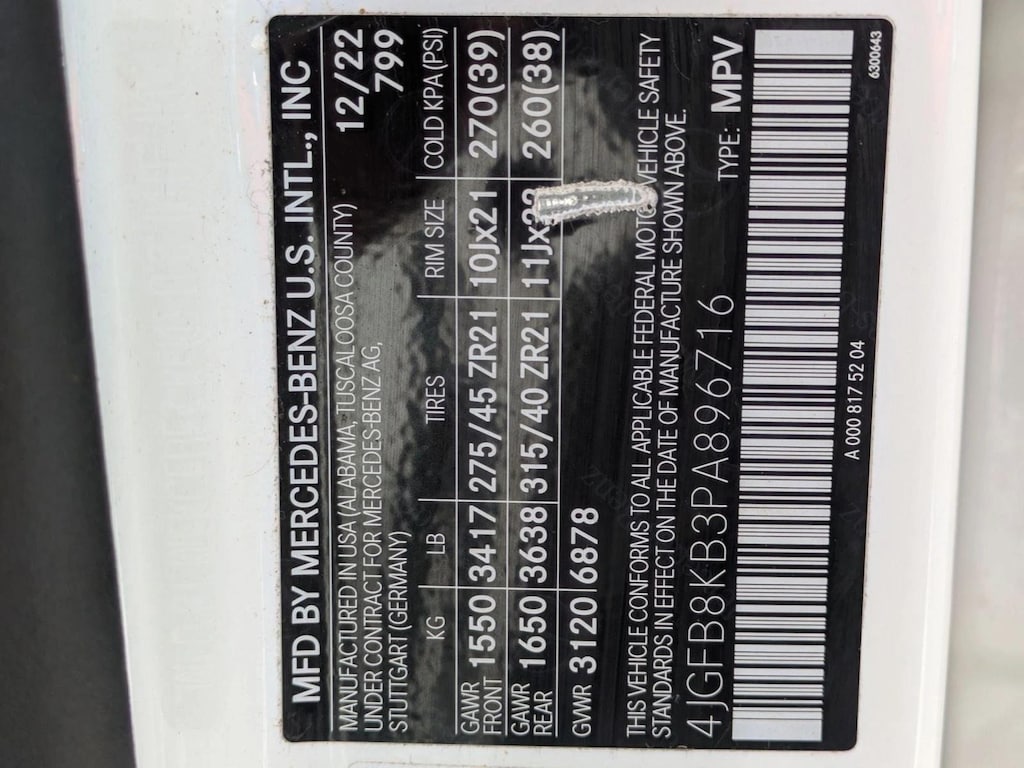 MFD BY MERCEDES-BENZ U.S. INTL., INC
MANUFACTURED IN USA (ALABAMA, TUSCALOOSA COUNTY) 12/22
UNDER CONTRACT FOR MERCEDES-BENZ AG, 799
STUTTGART (GERMANY)
KG LB TIRES RIM SIZE COLD KPA (PSI)
GAWR FRONT 1550 3417 275/45 ZR21 10Jx21 270(39)
GAWR REAR 1650 3638 315/40 ZR21 260(38)
GVWR 3120 6878
THIS VEHICLE CONFORMS TO ALL APPLICABLE FEDERAL VEHICLE SAFETY
STANDARDS IN EFFECT ON THE DATE OF MANUFACTURE SHOWN ABOVE.
4JGFB8KB3PA896716 TYPE: MPV
A 000 817 52 04
6300643